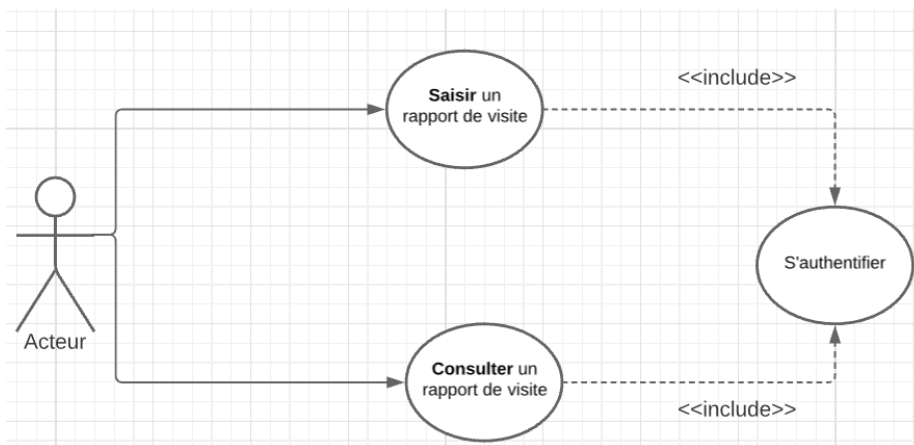 <<include>>
Saisir un
rapport de visite
S'authentifier
Acteur
Consulter un
rapport de visite
<<include>>